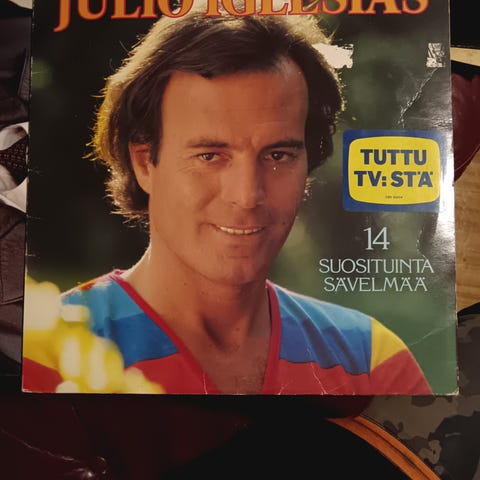 JULIO IGLESIAS
TUTTU
TV:STÄ
14
SUOSITUINTA
SÄVELMÄÄ